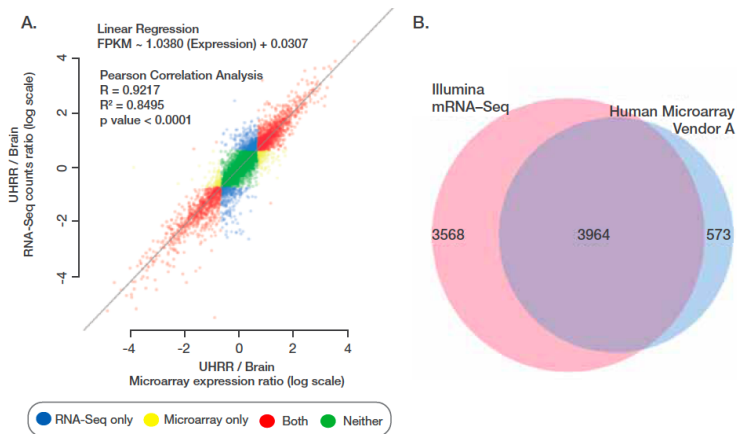 A.
Linear Regression
FPKM ~ 1.0380 (Expression) + 0.0307
Pearson Correlation Analysis
R = 0.9217
R² = 0.8495
p value < 0.0001
UHRR / Brain
RNA-Seq counts ratio (log scale)
4
2
0
-2
-4
-4 -2 0 2 4
UHRR / Brain
Microarray expression ratio (log scale)
RNA-Seq only Microarray only Both Neither
B.
Illumina
mRNA–Seq
Human Microarray
Vendor A
3568 3964 573